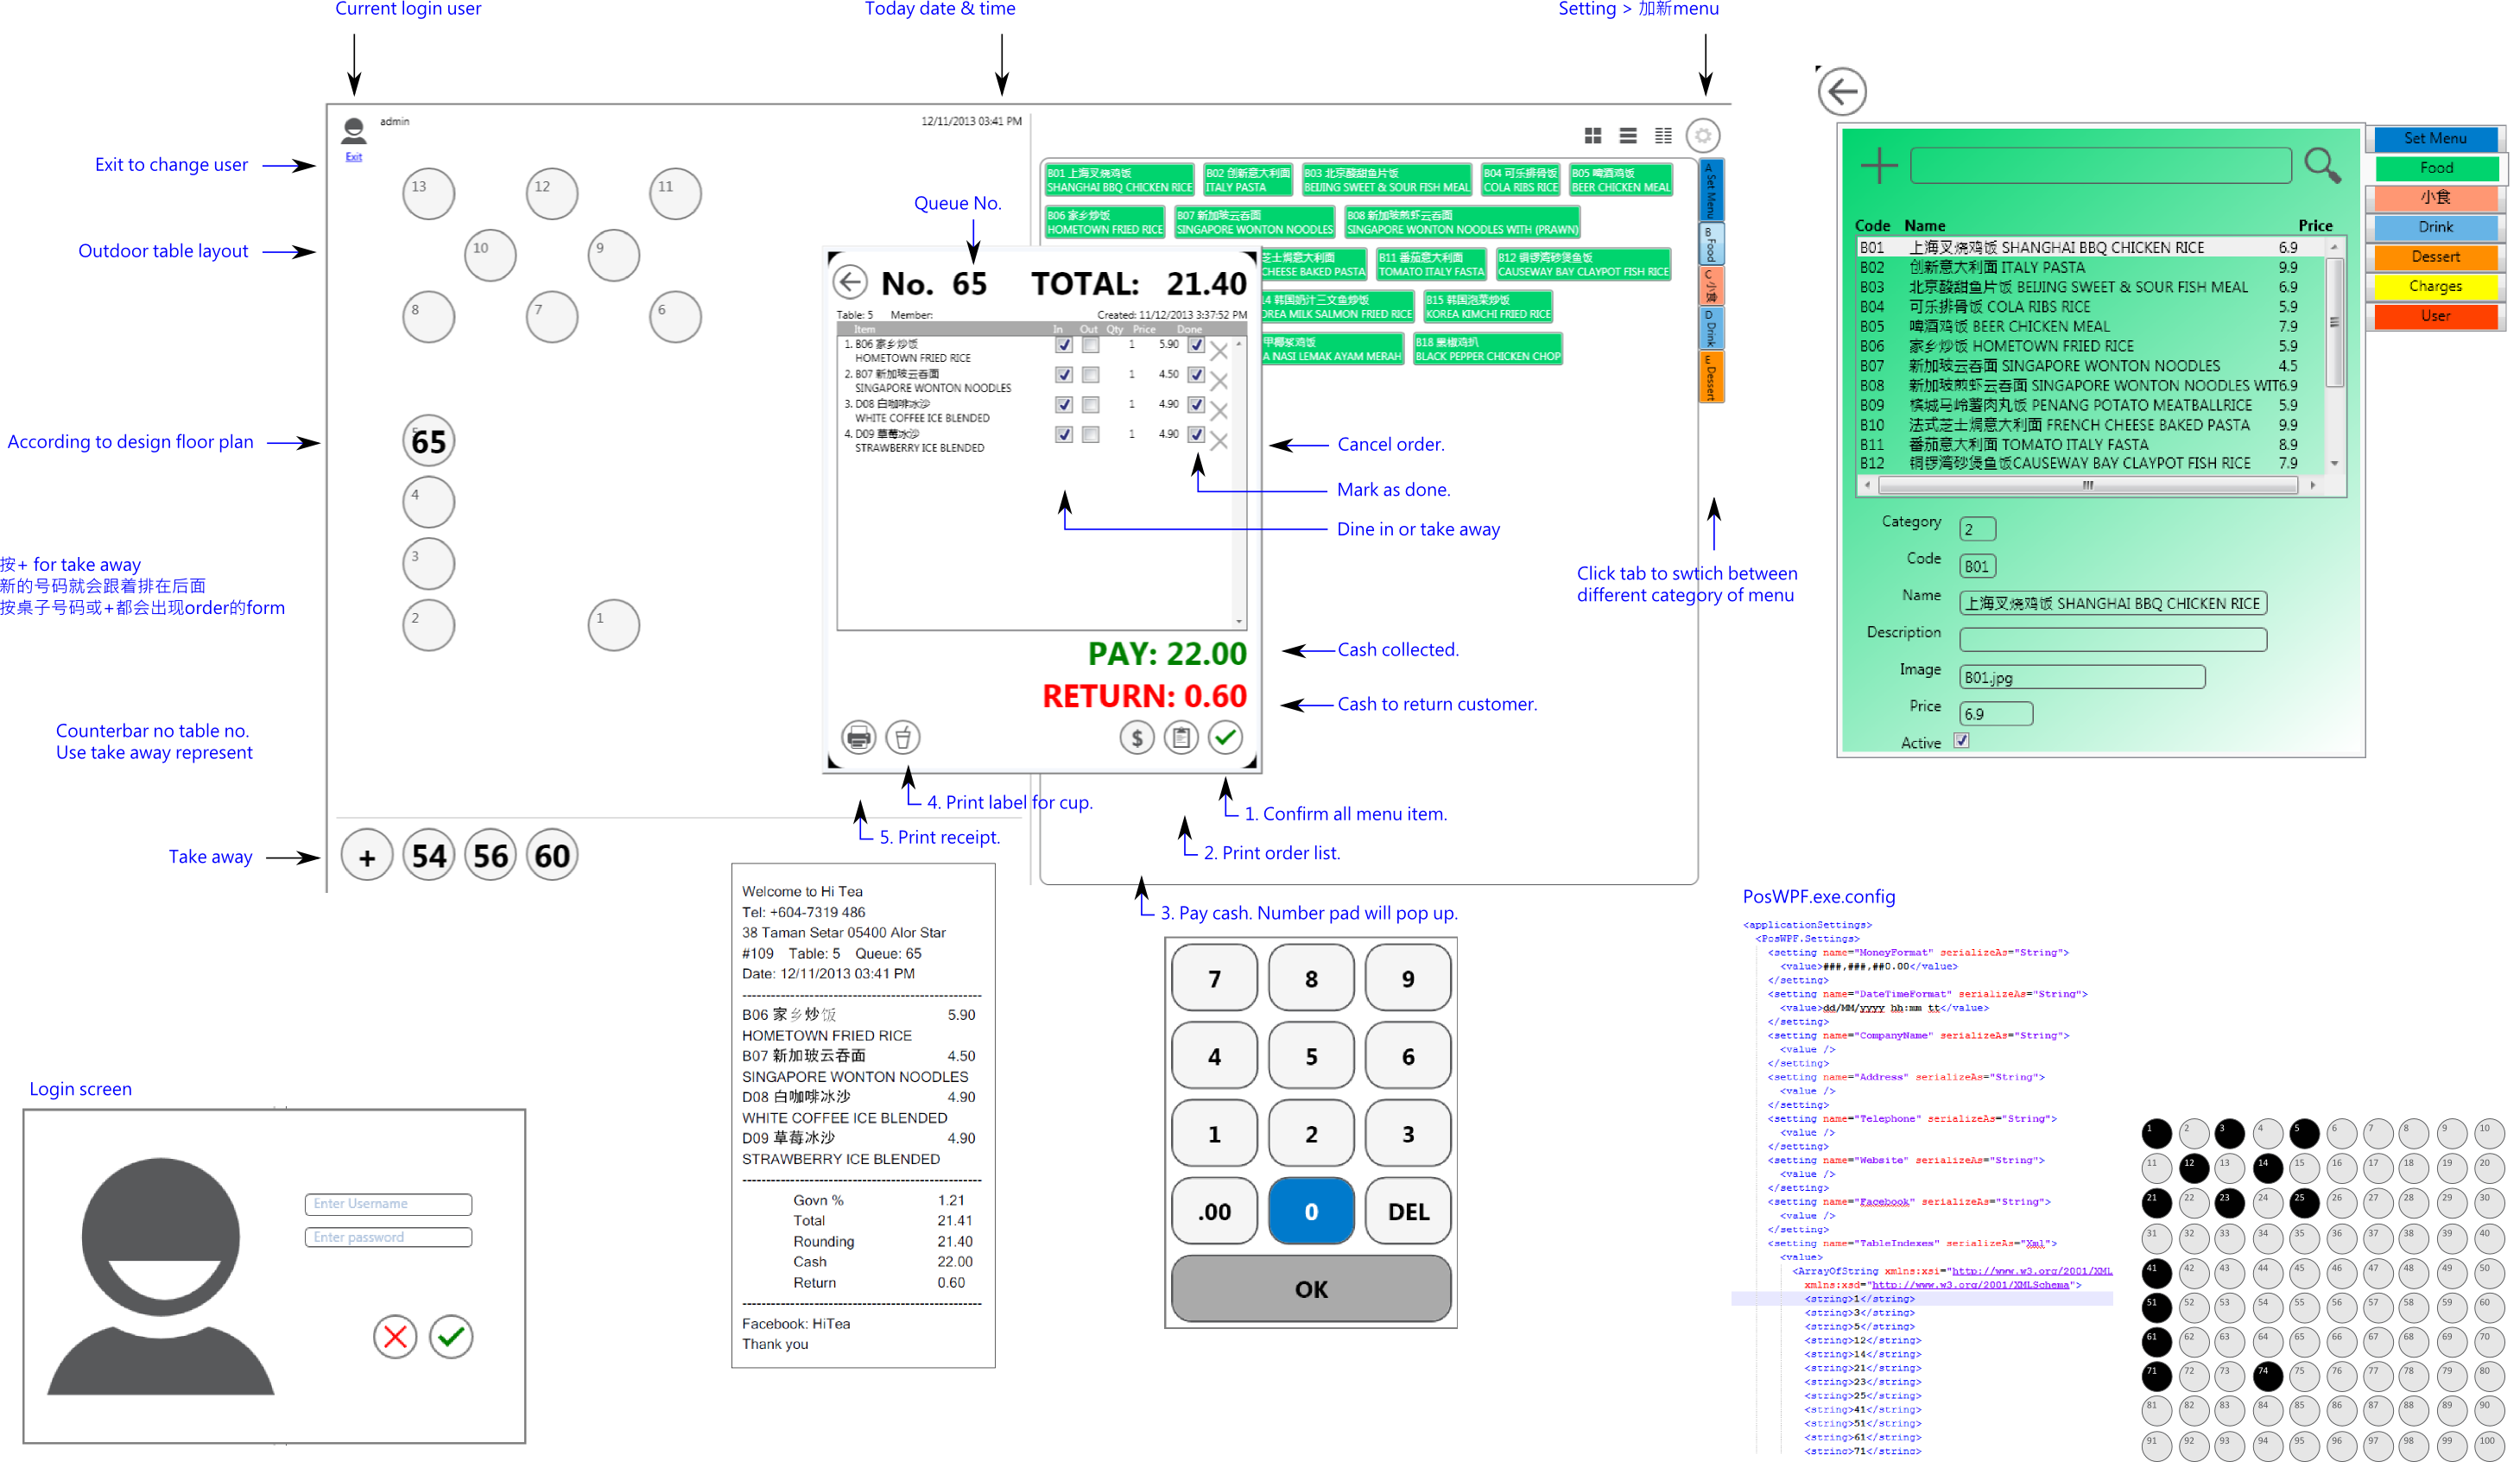 Current login user
Today date & time
Setting > 加新menu
admin
12/11/2013 03:41 PM
Exit
Exit to change user
Outdoor table layout
According to design floor plan
按+ for take away
新的号码就会跟着排在后面
按桌子号码或+都会出现order的form
Counterbar no table no.
Use take away represent
Take away
13
12
11
10
9
8
7
6
65
4
3
2
1
+
54
56
60
B01 上海叉烧鸡饭
SHANGHAI BBQ CHICKEN RICE
B02 创新意大利面
ITALY PASTA
B03 北京酸甜鱼片饭
BEIJING SWEET & SOUR FISH MEAL
B04 可乐排骨饭
COLA RIBS RICE
B05 啤酒鸡饭
BEER CHICKEN MEAL
B06 家乡炒饭
HOMETOWN FRIED RICE
B07 新加玻云吞面
SINGAPORE WONTON NOODLES
B08 新加玻煎虾云吞面
SINGAPORE WONTON NOODLES WITH (PRAWN)
芝士焗意大利面
CHEESE BAKED PASTA
B11 番茄意大利面
TOMATO ITALY FASTA
B12 铜锣湾砂煲鱼饭
CAUSEWAY BAY CLAYPOT FISH RICE
14 韩国奶汁三文鱼炒饭
OREA MILK SALMON FRIED RICE
B15 韩国泡菜炒饭
KOREA KIMCHI FRIED RICE
甲椰浆鸡饭
A NASI LEMAK AYAM MERAH
B18 黑椒鸡扒
BLACK PEPPER CHICKEN CHOP
A Set Menu
B Food
C 小食
D Drink
E Dessert
Queue No.
No. 65 TOTAL: 21.40
Table: 5 Member: Created: 11/12/2013 3:37:52 PM
Item In Out Qty Price Done
1. B06 家乡炒饭 1 5.90
HOMETOWN FRIED RICE
2. B07 新加玻云吞面 1 4.50
SINGAPORE WONTON NOODLES
3. D08 白咖啡冰沙 1 4.90
WHITE COFFEE ICE BLENDED
4. D09 草莓冰沙 1 4.90
STRAWBERRY ICE BLENDED
PAY: 22.00
RETURN: 0.60
$
Cancel order.
Mark as done.
Dine in or take away
Click tab to swtich between
different category of menu
Cash collected.
Cash to return customer.
4. Print label for cup.
5. Print receipt.
1. Confirm all menu item.
2. Print order list.
3. Pay cash. Number pad will pop up.
Set Menu
Food
小食
Drink
Dessert
Charges
User
Code Name Price
B01 上海叉烧鸡饭 SHANGHAI BBQ CHICKEN RICE 6.9
B02 创新意大利面 ITALY PASTA 9.9
B03 北京酸甜鱼片饭 BEIJING SWEET & SOUR FISH MEAL 6.9
B04 可乐排骨饭 COLA RIBS RICE 5.9
B05 啤酒鸡饭 BEER CHICKEN MEAL 7.9
B06 家乡炒饭 HOMETOWN FRIED RICE 5.9
B07 新加玻云吞面 SINGAPORE WONTON NOODLES 4.5
B08 新加玻煎虾云吞面 SINGAPORE WONTON NOODLES WIT 6.9
B09 槟城马岭薯肉丸饭 PENANG POTATO MEATBALLRICE 5.9
B10 法式芝士焗意大利面 FRENCH CHEESE BAKED PASTA 9.9
B11 番茄意大利面 TOMATO ITALY FASTA 8.9
B12 铜锣湾砂煲鱼饭CAUSEWAY BAY CLAYPOT FISH RICE 7.9
Category 2
Code B01
Name 上海叉烧鸡饭 SHANGHAI BBQ CHICKEN RICE
Description
Image B01.jpg
Price 6.9
Active
Welcome to Hi Tea
Tel: +604-7319 486
38 Taman Setar 05400 Alor Star
#109 Table: 5 Queue: 65
Date: 12/11/2013 03:41 PM
B06 家乡炒饭 5.90
HOMETOWN FRIED RICE
B07 新加玻云吞面 4.50
SINGAPORE WONTON NOODLES
D08 白咖啡冰沙 4.90
WHITE COFFEE ICE BLENDED
D09 草莓冰沙 4.90
STRAWBERRY ICE BLENDED
Govn % 1.21
Total 21.41
Rounding 21.40
Cash 22.00
Return 0.60
Facebook: HiTea
Thank you
7 8 9
4 5 6
1 2 3
.00 0 DEL
OK
Login screen
Enter Username
Enter password
PosWPF.exe.config
<applicationSettings>
<PosWPF.Settings>
<setting name="MoneyFormat" serializeAs="String">
<value>###,###,##0.00</value>
</setting>
<setting name="DateTimeFormat" serializeAs="String">
<value>dd/MM/yyyy hh:mm tt</value>
</setting>
<setting name="CompanyName" serializeAs="String">
<value />
</setting>
<setting name="Address" serializeAs="String">
<value />
</setting>
<setting name="Telephone" serializeAs="String">
<value />
</setting>
<setting name="Website" serializeAs="String">
<value />
</setting>
<setting name="Facebook" serializeAs="String">
<value />
</setting>
<setting name="TableIndexes" serializeAs="Xml">
<value>
<ArrayOfString xmlns:xsi="http://www.w3.org/2001/XML
xmlns:xsd="http://www.w3.org/2001/XMLSchema">
<string>1</string>
<string>3</string>
<string>5</string>
<string>12</string>
<string>14</string>
<string>21</string>
<string>23</string>
<string>25</string>
<string>41</string>
<string>51</string>
<string>61</string>
<string>71</string>
1 2 3 4 5 6 7 8 9 10
11 12 13 14 15 16 17 18 19 20
21 22 23 24 25 26 27 28 29 30
31 32 33 34 35 36 37 38 39 40
41 42 43 44 45 46 47 48 49 50
51 52 53 54 55 56 57 58 59 60
61 62 63 64 65 66 67 68 69 70
71 72 73 74 75 76 77 78 79 80
81 82 83 84 85 86 87 88 89 90
91 92 93 94 95 96 97 98 99 100